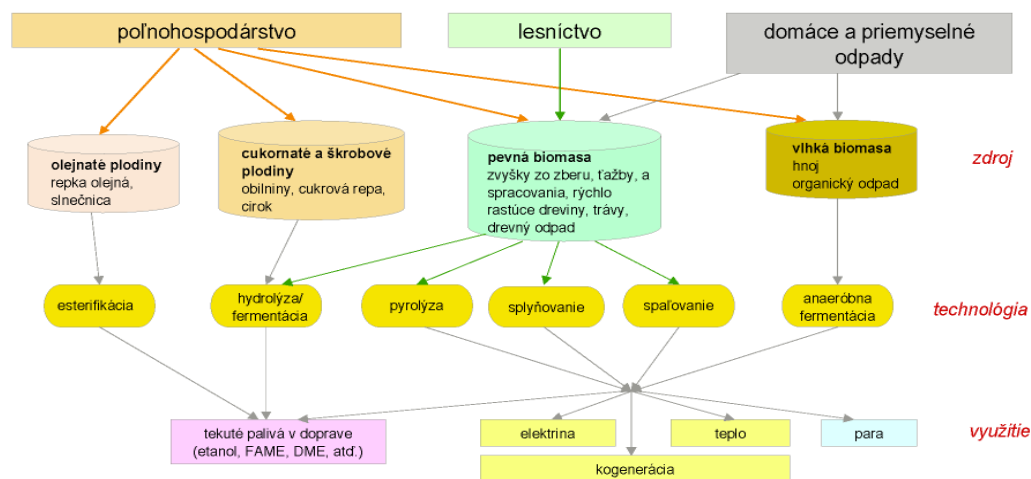 poľnohospodárstvo
lesníctvo
domáce a priemyselné
odpady
olejnaté plodiny
repka olejná,
slnečnica
cukornaté a škrobové
plodiny
obilniny, cukrová repa,
cirok
pevná biomasa
zvyšky zo zberu, ťažby, a
spracovania, rýchlo
rastúce dreviny, trávy,
drevný odpad
vlhká biomasa
hnoj
organický odpad
zdroj
esterifikácia
hydrolýza/
fermentácia
pyrolýza
splyňovanie
spaľovanie
anaeróbna
fermentácia
technológia
tekuté palivá v doprave
(etanol, FAME, DME, atď.)
elektrina
teplo
para
využitie
kogenerácia